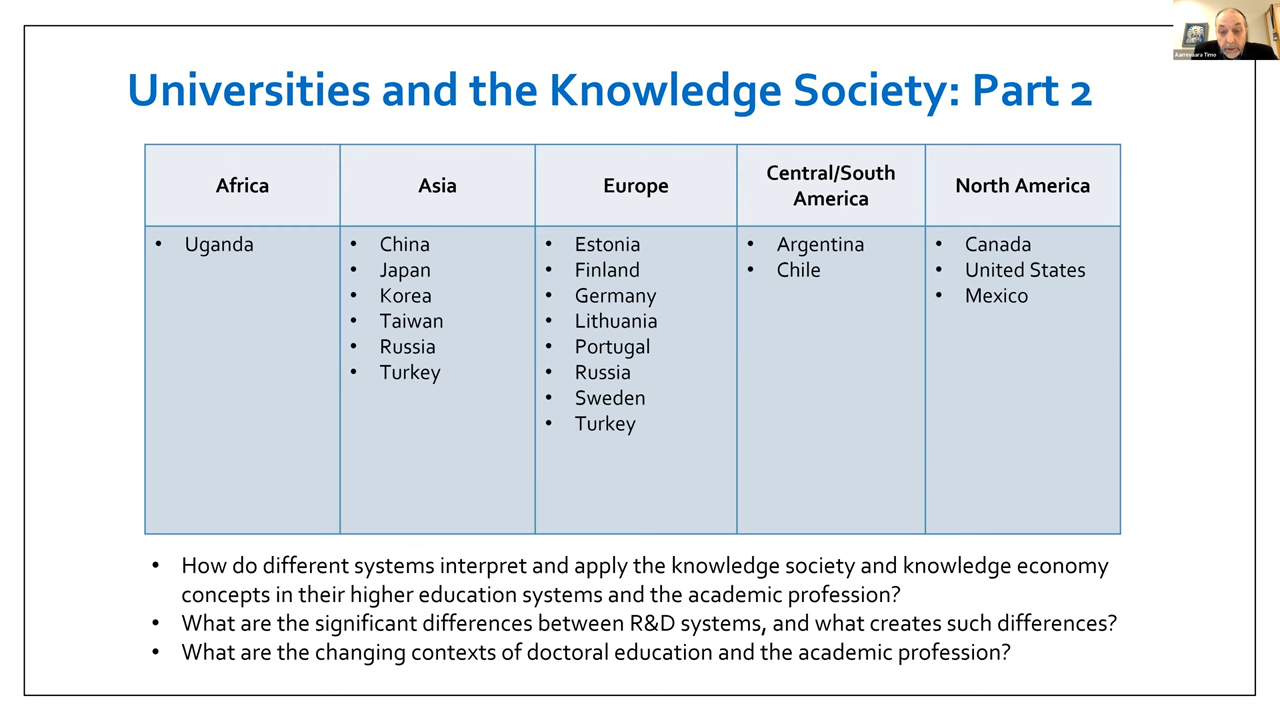 Universities and the Knowledge Society: Part 2
Africa
Asia
Europe
Central/South
America
North America
• Uganda
• China
• Japan
• Korea
• Taiwan
• Russia
• Turkey
• Estonia
• Finland
• Germany
• Lithuania
• Portugal
• Russia
• Sweden
• Turkey
• Argentina
• Chile
• Canada
• United States
• Mexico
• How do different systems interpret and apply the knowledge society and knowledge economy
concepts in their higher education systems and the academic profession?
• What are the significant differences between R&D systems, and what creates such differences?
• What are the changing contexts of doctoral education and the academic profession?
Aarrevaara Timo